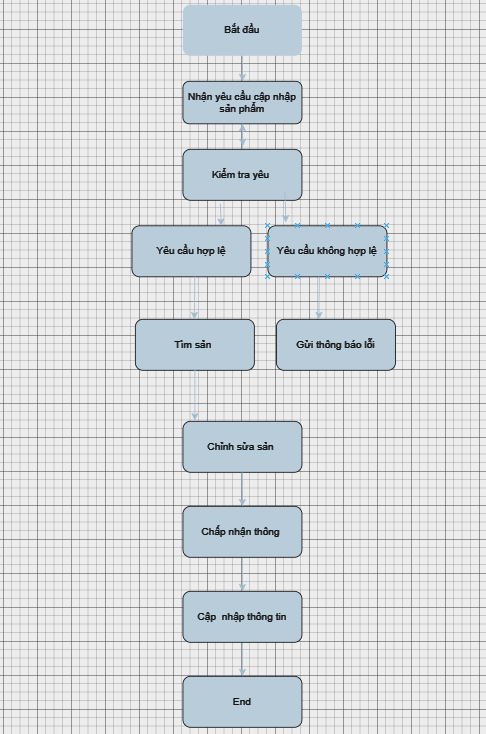 Bắt đầu
Nhận yêu cầu cập nhập
sản phẩm
Kiểm tra yêu
Yêu cầu hợp lệ
Yêu cầu không hợp lệ
Tìm sản
Gửi thông báo lỗi
Chỉnh sửa sản
Chấp nhận thông
Cập nhập thông tin
End